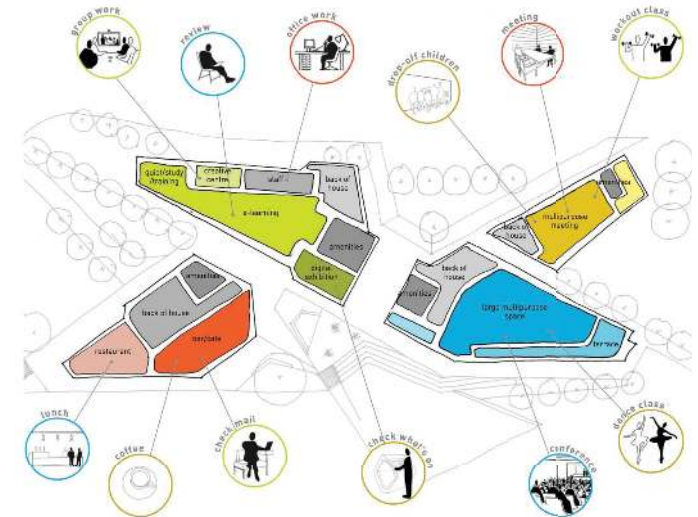 group work
review
office work
meeting
workout class
drop-off children
quiet/study
/training
creative
centre
staff
back of
house
e-learning
amenities
digital
exhibition
multipurpose
meeting
back of
house
amenities
back of house
restaurant
bar/cafe
back of
house
amenities
large multipurpose
space
terrace
lunch
coffee
check mail
check what's on
conference
dance class